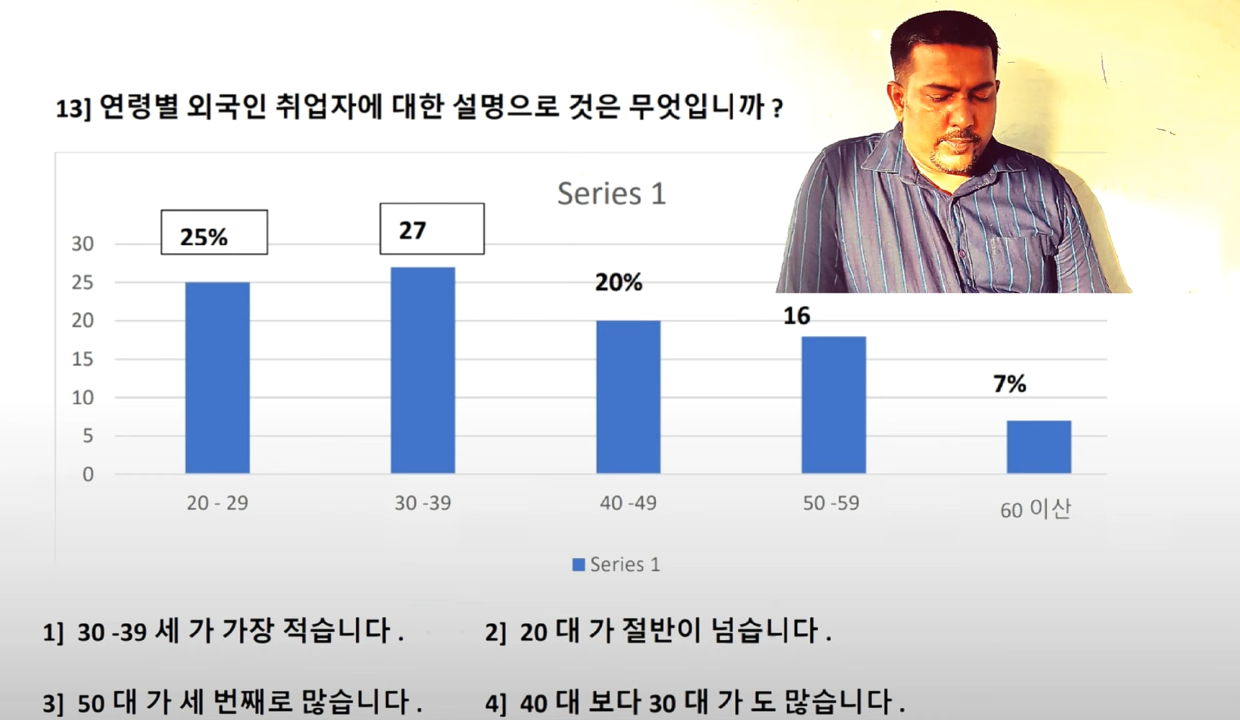 13] 연령별 외국인 취업자에 대한 설명으로 것은 무엇입니까 ?
Series 1
25%
27
20%
16
7%
30
25
20
15
10
5
0
20 - 29
30 -39
40 -49
50 -59
60 이산
Series 1
1] 30 -39 세 가 가장 적습니다 .
2] 20 대 가 절반이 넘습니다 .
3] 50 대 가 세 번째로 많습니다 .
4] 40 대 보다 30 대 가 도 많습니다 .